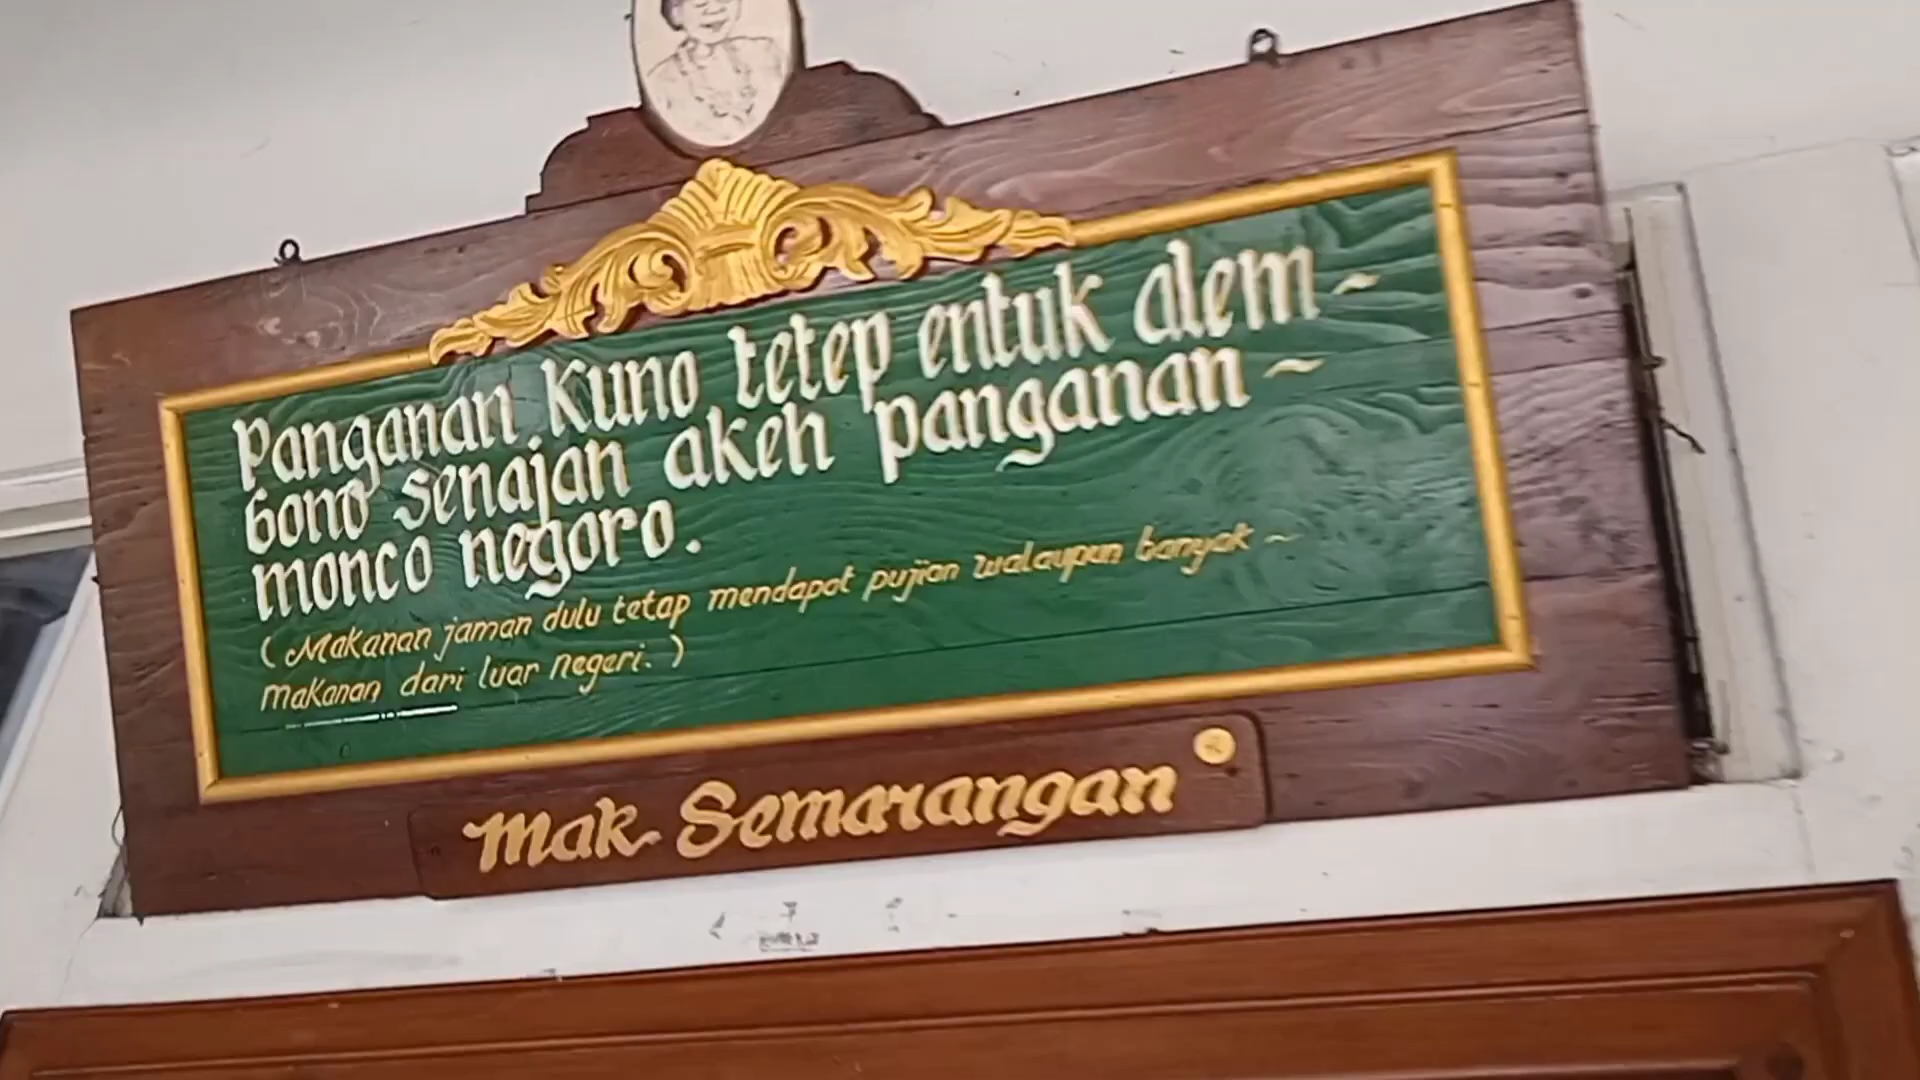 Panganan kuno tetep entuk alem ~
bono senajan akeh panganan ~
monco negoro.
( Makanan jaman dulu tetap mendapat pujian walaupun banyak ~
makanan dari luar negeri. )
Mak Semarangan